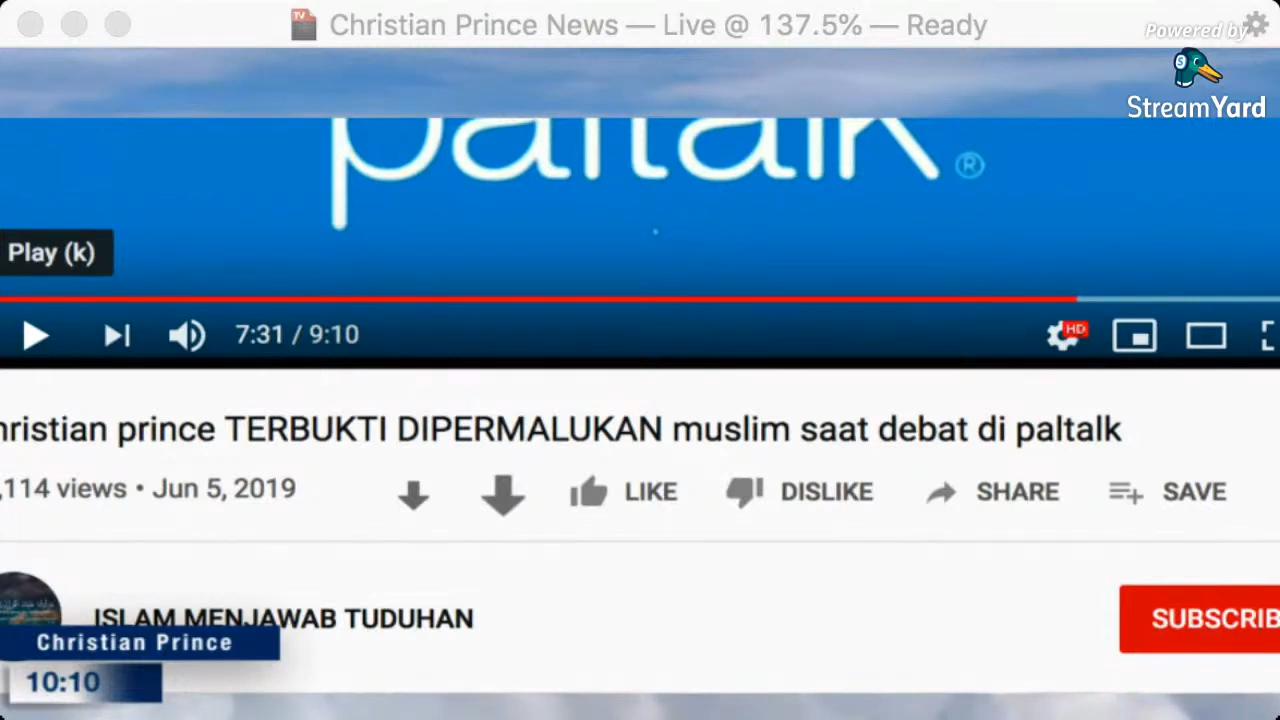 Christian Prince News — Live @ 137.5% — Ready
Powered by
StreamYard
paltalk®
Play (k)
7:31 / 9:10
HD
hristian prince TERBUKTI DIPERMALUKAN muslim saat debat di paltalk
,114 views • Jun 5, 2019
LIKE
DISLIKE
SHARE
SAVE
ISLAM MENJAWAB TUDUHAN
SUBSCRIB
Christian Prince
10:10